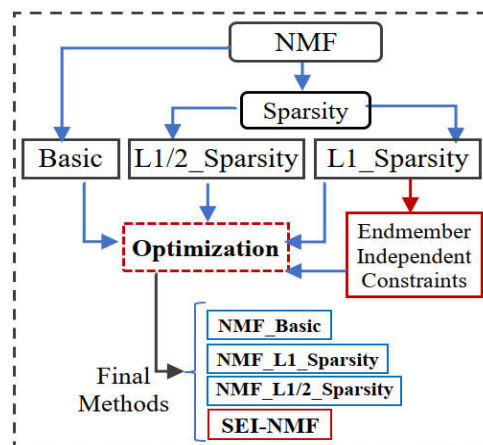 NMF
Sparsity
Basic
L1/2_Sparsity
L1_Sparsity
Optimization
Endmember
Independent
Constraints
Final
Methods
NMF_Basic
NMF_L1_Sparsity
NMF_L1/2_Sparsity
SEI-NMF